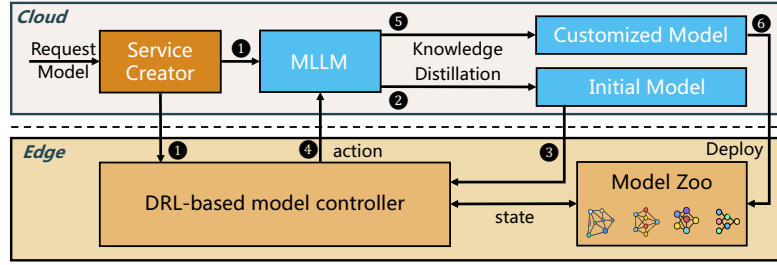 Cloud
Request
Model
Service
Creator
1
MLLM
5
Knowledge
Distillation
2
Customized Model
6
Initial Model
Edge
1
4
action
3
Deploy
DRL-based model controller
state
Model Zoo